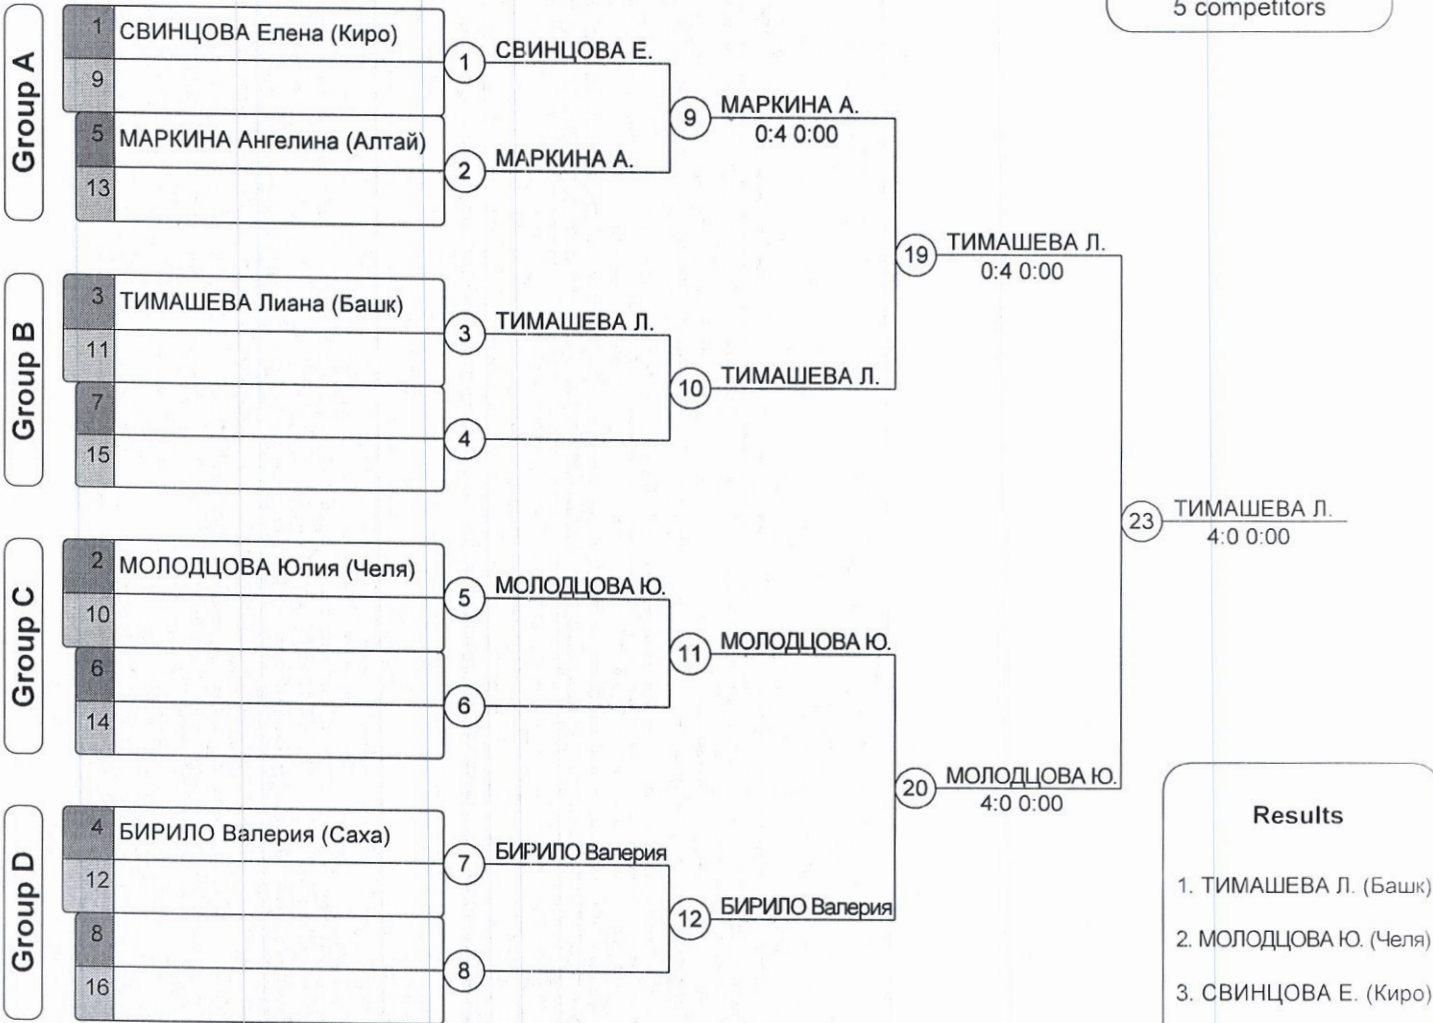 5 competitors
Group A
1 СВИНЦОВА Елена (Киро)
9
5 МАРКИНА Ангелина (Алтай)
13
1 СВИНЦОВА Е.
2 МАРКИНА А.
9 МАРКИНА А.
0:4 0:00
Group B
3 ТИМАШЕВА Лиана (Башк)
11
7
15
3 ТИМАШЕВА Л.
4
10 ТИМАШЕВА Л.
19 ТИМАШЕВА Л.
0:4 0:00
Group C
2 МОЛОДЦОВА Юлия (Челя)
10
6
14
5 МОЛОДЦОВА Ю.
6
11 МОЛОДЦОВА Ю.
Group D
4 БИРИЛО Валерия (Саха)
12
8
16
7 БИРИЛО Валерия
8
12 БИРИЛО Валерия
20 МОЛОДЦОВА Ю.
4:0 0:00
23 ТИМАШЕВА Л.
4:0 0:00
Results
1. ТИМАШЕВА Л. (Башк)
2. МОЛОДЦОВА Ю. (Челя)
3. СВИНЦОВА Е. (Киро)